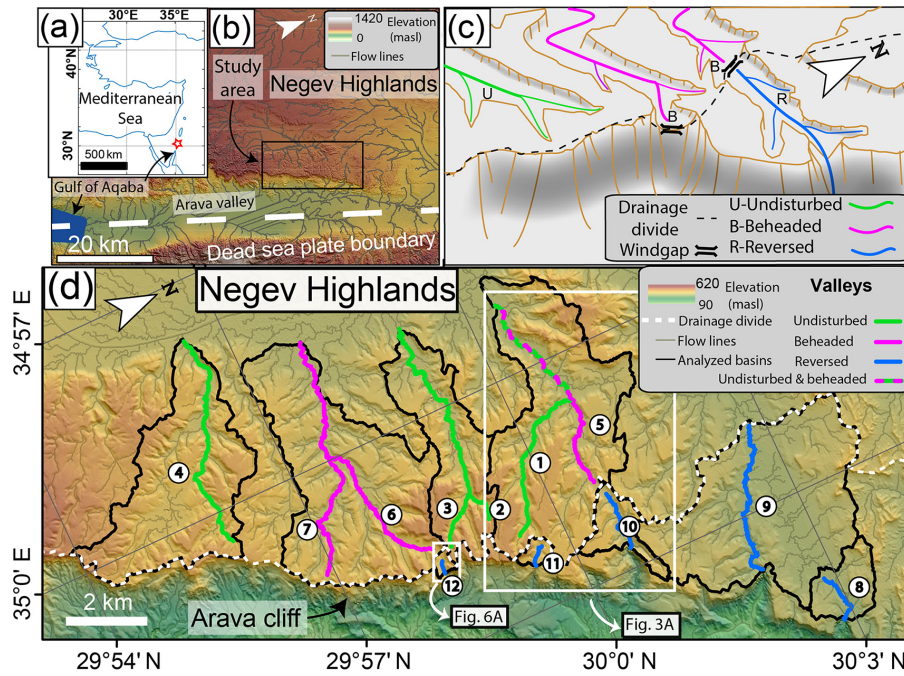 (a)
30°E 35°E
40°N
30°N
Mediterranean
Sea
500 km
(b)
1420 Elevation
0 (masl)
Flow lines
N
Study
area
Negev Highlands
Gulf of Aqaba
Arava valley
20 km
Dead sea plate boundary
(c)
U
B
B
R
N
Drainage
divide
Windgap
U-Undisturbed
B-Beheaded
R-Reversed
(d)
Negev Highlands
N
620 Elevation
90 (masl)
Drainage divide
Flow lines
Analyzed basins
Valleys
Undisturbed
Beheaded
Reversed
Undisturbed & beheaded
34°57' E
35°0' E
4
7
6
3
2
1
5
10
11
12
9
8
2 km
Arava cliff
Fig. 6A
Fig. 3A
29°54' N 29°57' N 30°0' N 30°3' N